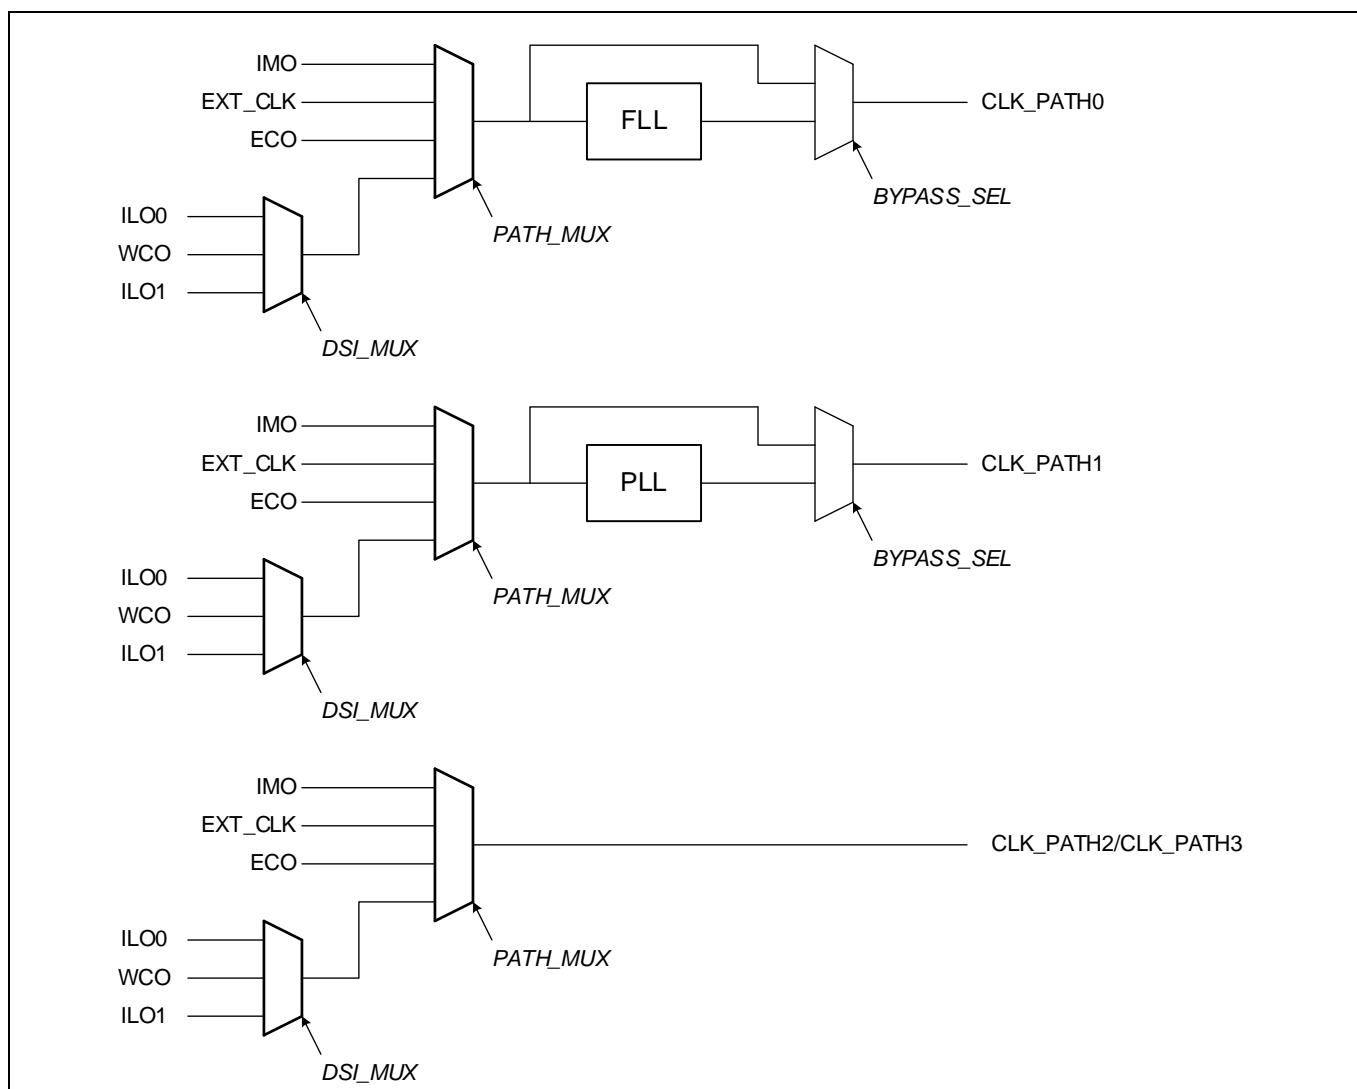 IMO
EXT_CLK
FLL
CLK_PATH0
ECO
BYPASS_SEL
ILO0
PATH_MUX
WCO
ILO1
DSI_MUX
IMO
EXT_CLK
PLL
CLK_PATH1
ECO
BYPASS_SEL
ILO0
PATH_MUX
WCO
ILO1
DSI_MUX
IMO
EXT_CLK
CLK_PATH2/CLK_PATH3
ECO
ILO0
PATH_MUX
WCO
ILO1
DSI_MUX